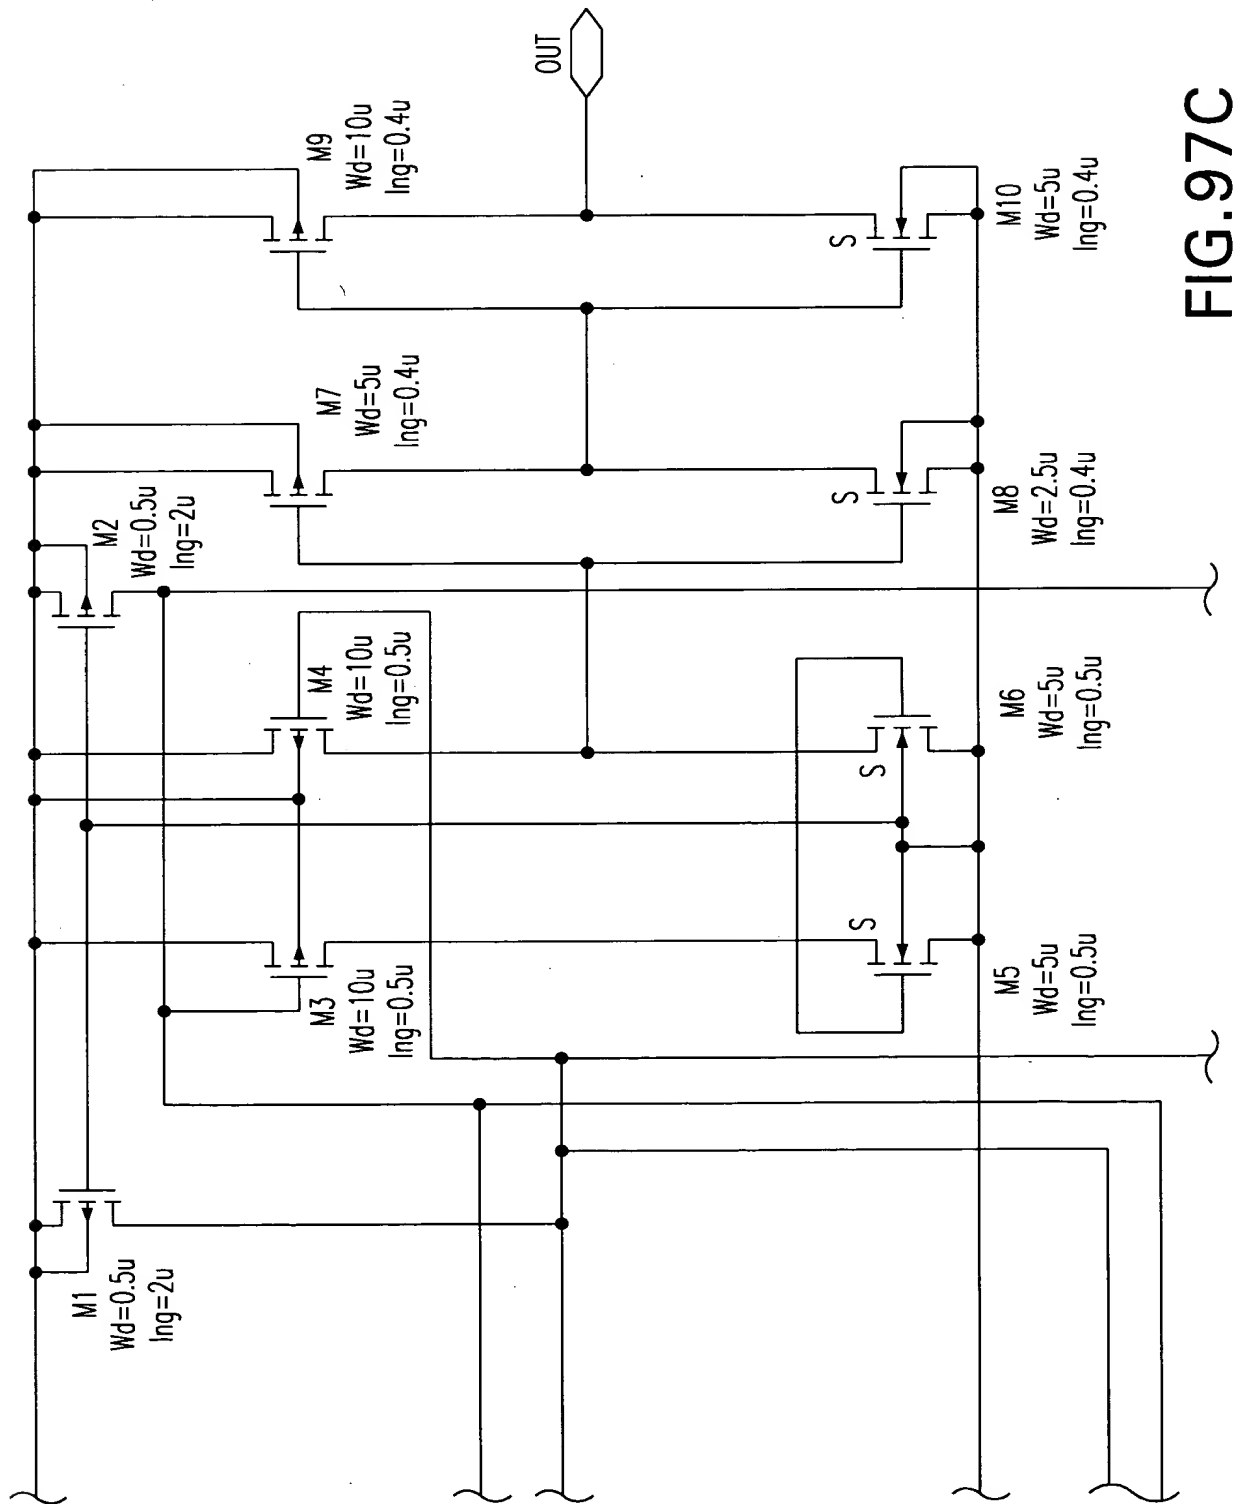 M1
Wd=0.5u
lng=2u
M2
Wd=0.5u
lng=2u
M3
Wd=10u
lng=0.5u
M4
Wd=10u
lng=0.5u
M7
Wd=5u
lng=0.4u
M9
Wd=10u
lng=0.4u
OUT
S
M5
Wd=5u
lng=0.5u
S
M6
Wd=5u
lng=0.5u
S
M8
Wd=2.5u
lng=0.4u
S
M10
Wd=5u
lng=0.4u
FIG.97C